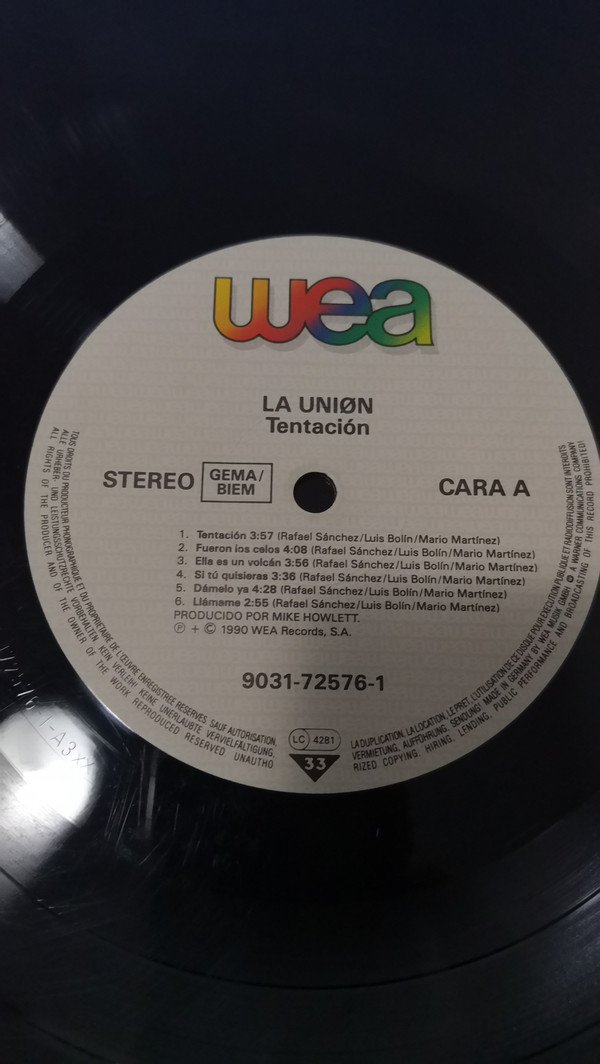 wea
LA UNIØN
Tentación
STEREO
GEMA/
BIEM
CARA A
1. Tentación 3:57 (Rafael Sánchez/Luis Bolín/Mario Martínez)
2. Fueron los celos 4:08 (Rafael Sánchez/Luis Bolín/Mario Martínez)
3. Ella es un volcán 3:56 (Rafael Sánchez/Luis Bolín/Mario Martínez)
4. Si tú quisieras 3:36 (Rafael Sánchez/Luis Bolín/Mario Martínez)
5. Dámelo ya 4:28 (Rafael Sánchez/Luis Bolín/Mario Martínez)
6. Llámame 2:55 (Rafael Sánchez/Luis Bolín/Mario Martínez)
PRODUCIDO POR MIKE HOWLETT.
℗ + © 1990 WEA Records, S.A.
9031-72576-1
LC 4281
33
TOUS DROITS DU PRODUCTEUR PHONOGRAPHIQUE ET DU PROPRIETAIRE DE L'ŒUVRE ENREGISTREE RESERVES. SAUF AUTORISATION,
LA DUPLICATION, LA LOCATION, LE PRET, L'UTILISATION DE CE DISQUE POUR EXECUTION PUBLIQUE ET RADIODIFFUSION SONT INTERDITS
ALLE URHEBER- UND LEISTUNGSSCHUTZRECHTE VORBEHALTEN. KEIN VERLEIH! KEINE UNERLAUBTE VERVIELFÄLTIGUNG,
VERMIETUNG, AUFFÜHRUNG, SENDUNG! MADE IN GERMANY BY WEA MUSIK GMBH A WARNER COMMUNICATIONS COMPANY
ALL RIGHTS OF THE PRODUCER AND OF THE OWNER OF THE WORK REPRODUCED RESERVED UNAUTHO
RIZED COPYING, HIRING, LENDING, PUBLIC PERFORMANCE AND BROADCASTING OF THIS RECORD PROHIBITED!